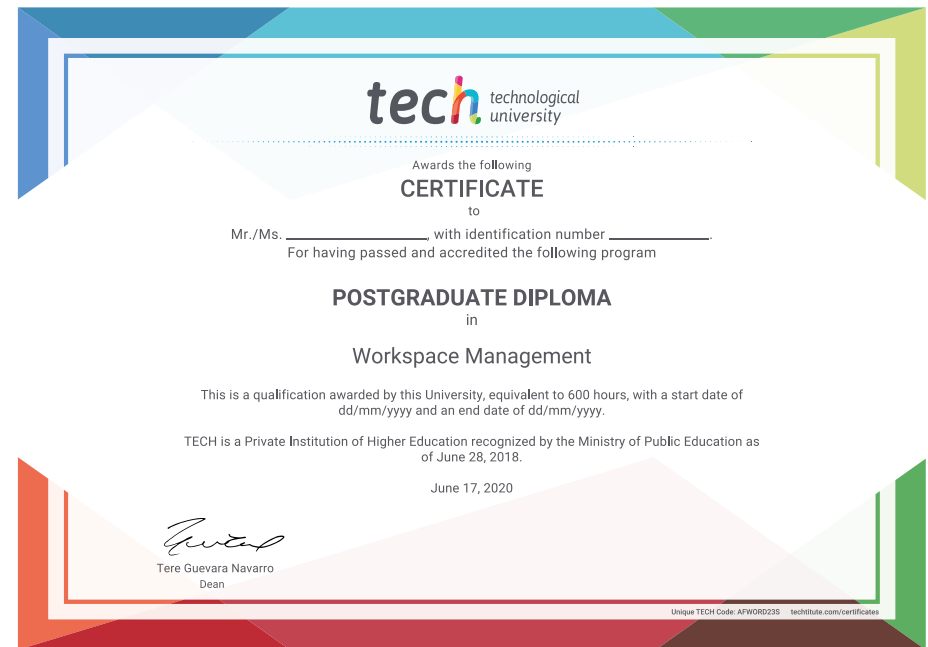 tech technological
university
Awards the following
CERTIFICATE
to
Mr./Ms. ____________________, with identification number ______________.
For having passed and accredited the following program
POSTGRADUATE DIPLOMA
in
Workspace Management
This is a qualification awarded by this University, equivalent to 600 hours, with a start date of
dd/mm/yyyy and an end date of dd/mm/yyyy.
TECH is a Private Institution of Higher Education recognized by the Ministry of Public Education as
of June 28, 2018.
June 17, 2020
Tere Guevara Navarro
Dean
Unique TECH Code: AFWORD23S techtitute.com/certificates